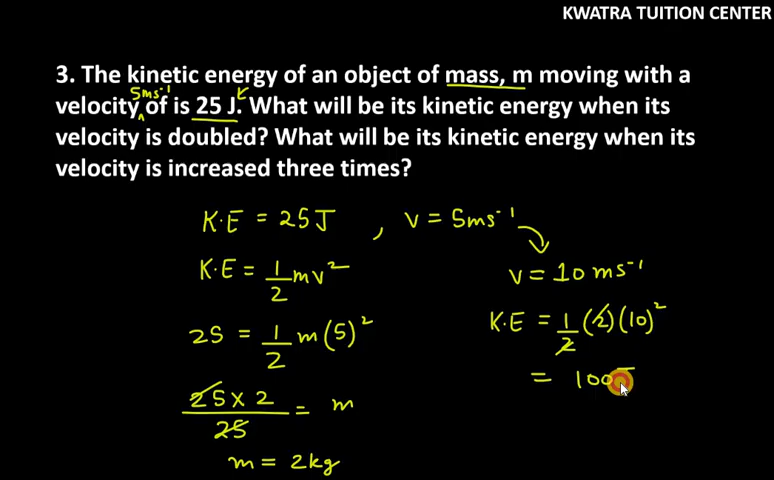 KWATRA TUITION CENTER
3. The kinetic energy of an object of mass, m moving with a
5ms⁻¹
velocity of is 25 J. What will be its kinetic energy when its
velocity is doubled? What will be its kinetic energy when its
velocity is increased three times?
K.E = 25J , v = 5ms⁻¹
K.E = 1/2 mv²
v = 10 ms⁻¹
25 = 1/2 m(5)²
K.E = 1/2 (2)(10)²
= 100J
25 x 2 / 25 = m
m = 2kg